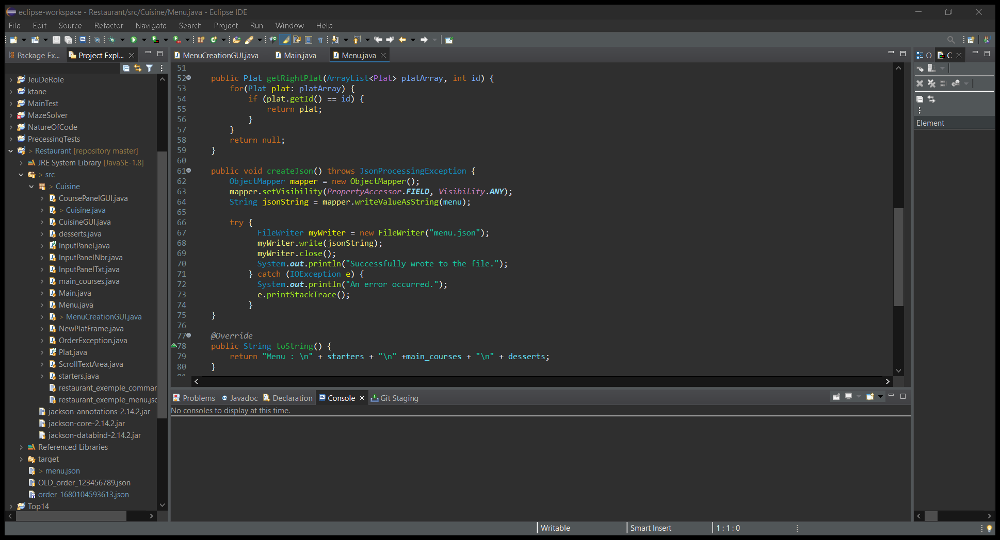 eclipse-workspace - Restaurant/src/Cuisine/Menu.java - Eclipse IDE
File Edit Source Refactor Navigate Search Project Run Window Help
Package Ex...
Project Expl...
JeuDeRole
ktane
MainTest
MazeSolver
NatureOfCode
PrecessingTests
> Restaurant [repository master]
JRE System Library [JavaSE-1.8]
> src
> Cuisine
CoursePanelGUI.java
> Cuisine.java
CuisineGUI.java
desserts.java
InputPanel.java
InputPanelNbr.java
InputPanelTxt.java
main_courses.java
Main.java
Menu.java
> MenuCreationGUI.java
NewPlatFrame.java
OrderException.java
Plat.java
ScrollTextArea.java
starters.java
restaurant_exemple_commar
restaurant_exemple_menu.jsc
jackson-annotations-2.14.2.jar
jackson-core-2.14.2.jar
jackson-databind-2.14.2.jar
Referenced Libraries
target
> menu.json
OLD_order_123456789.json
order_1680104593613.json
Top14
MenuCreationGUI.java Main.java Menu.java
51
52 public Plat getRightPlat(ArrayList<Plat> platArray, int id) {
53 for(Plat plat: platArray) {
54 if (plat.getId() == id) {
55 return plat;
56 }
57 }
58 return null;
59 }
60
61 public void createJson() throws JsonProcessingException {
62 ObjectMapper mapper = new ObjectMapper();
63 mapper.setVisibility(PropertyAccessor.FIELD, Visibility.ANY);
64 String jsonString = mapper.writeValueAsString(menu);
65
66 try {
67 FileWriter myWriter = new FileWriter("menu.json");
68 myWriter.write(jsonString);
69 myWriter.close();
70 System.out.println("Successfully wrote to the file.");
71 } catch (IOException e) {
72 System.out.println("An error occurred.");
73 e.printStackTrace();
74 }
75 }
76
77 @Override
78 public String toString() {
79 return "Menu : \n" + starters + "\n" +main_courses + "\n" + desserts;
80 }
81
O C
Element
Problems Javadoc Declaration Console Git Staging
No consoles to display at this time.
Writable Smart Insert 1 : 1 : 0